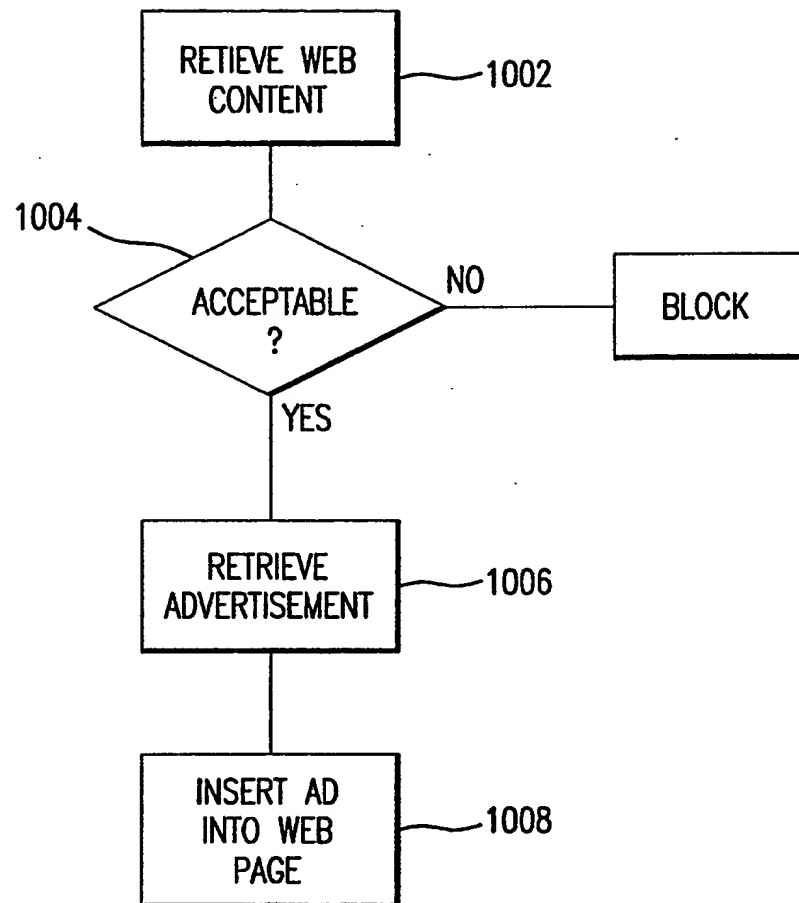 RETIEVE WEB
CONTENT
1002
1004
ACCEPTABLE
?
NO
BLOCK
YES
RETRIEVE
ADVERTISEMENT
1006
INSERT AD
INTO WEB
PAGE
1008